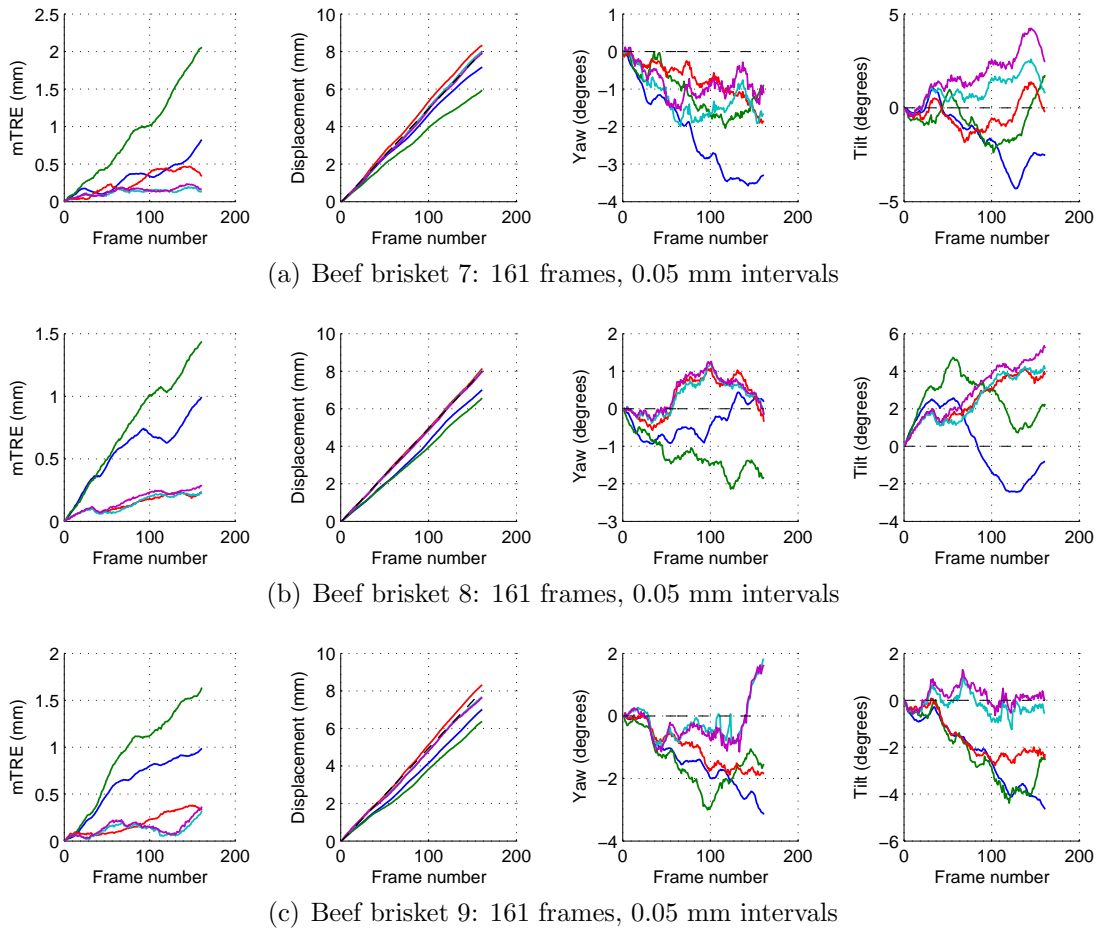 2.5
2
1.5
1
0.5
0
mTRE (mm)
0 100 200
Frame number
10
8
6
4
2
0
Displacement (mm)
0 100 200
Frame number
1
0
−1
−2
−3
−4
Yaw (degrees)
0 100 200
Frame number
5
0
−5
Tilt (degrees)
0 100 200
Frame number
(a) Beef brisket 7: 161 frames, 0.05 mm intervals
1.5
1
0.5
0
mTRE (mm)
0 100 200
Frame number
10
8
6
4
2
0
Displacement (mm)
0 100 200
Frame number
2
1
0
−1
−2
−3
Yaw (degrees)
0 100 200
Frame number
6
4
2
0
−2
−4
Tilt (degrees)
0 100 200
Frame number
(b) Beef brisket 8: 161 frames, 0.05 mm intervals
2
1.5
1
0.5
0
mTRE (mm)
0 100 200
Frame number
10
8
6
4
2
0
Displacement (mm)
0 100 200
Frame number
2
0
−2
−4
Yaw (degrees)
0 100 200
Frame number
2
0
−2
−4
−6
Tilt (degrees)
0 100 200
Frame number
(c) Beef brisket 9: 161 frames, 0.05 mm intervals